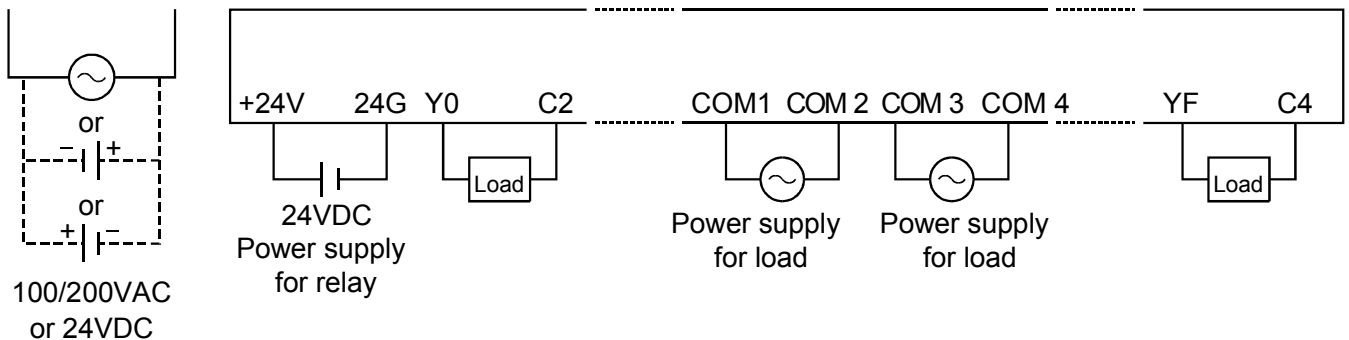 or
− +
or
+ −
100/200VAC
or 24VDC
+24V 24G Y0 C2 COM1 COM 2 COM 3 COM 4 YF C4
24VDC
Power supply
for relay
Load
Power supply
for load
Power supply
for load
Load